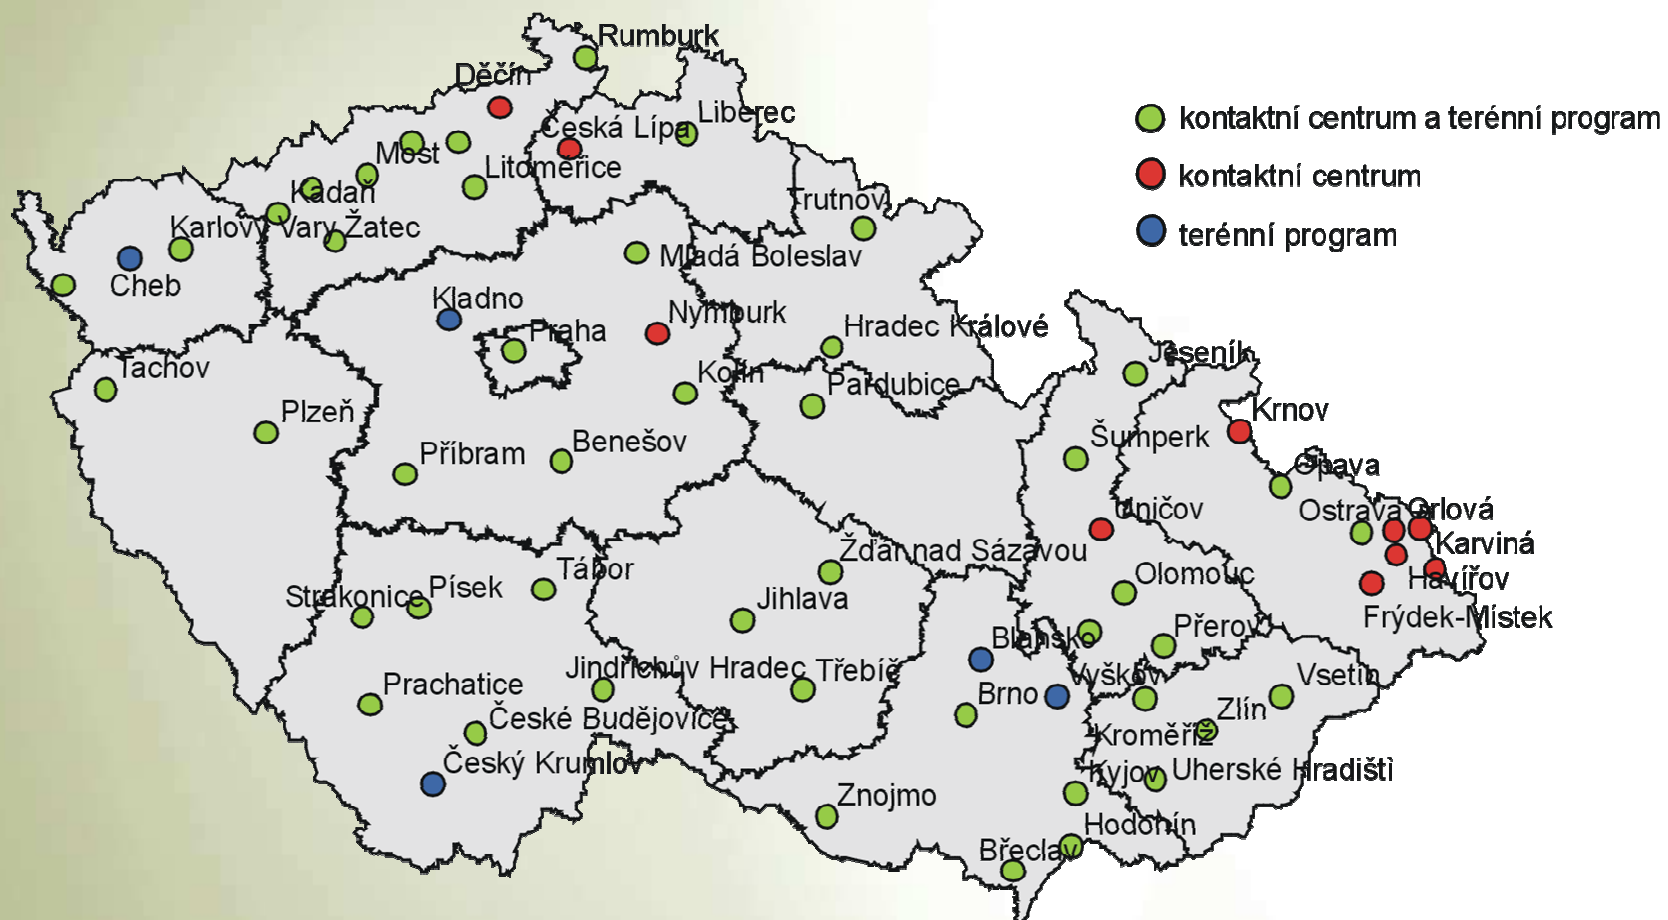 Rumburk
Děčín
Liberec
Česká Lípa
Most
Litoměřice
Kadaň
Trutnov
Karlovy Vary
Žatec
Mladá Boleslav
Cheb
Kladno
Nymburk
Praha
Hradec Králové
Tachov
Kolín
Pardubice
Jeseník
Plzeň
Krnov
Příbram
Benešov
Šumperk
Opava
Uničov
Ostrava
Orlová
Karviná
Žďár nad Sázavou
Olomouc
Havířov
Tábor
Písek
Strakonice
Jihlava
Frýdek-Místek
Blansko
Přerov
Jindřichův Hradec
Třebíč
Vyškov
Vsetín
Prachatice
Brno
Zlín
České Budějovice
Kroměříž
Český Krumlov
Kyjov
Uherské Hradištì
Znojmo
Hodonín
Břeclav
kontaktní centrum a terénní program
kontaktní centrum
terénní program